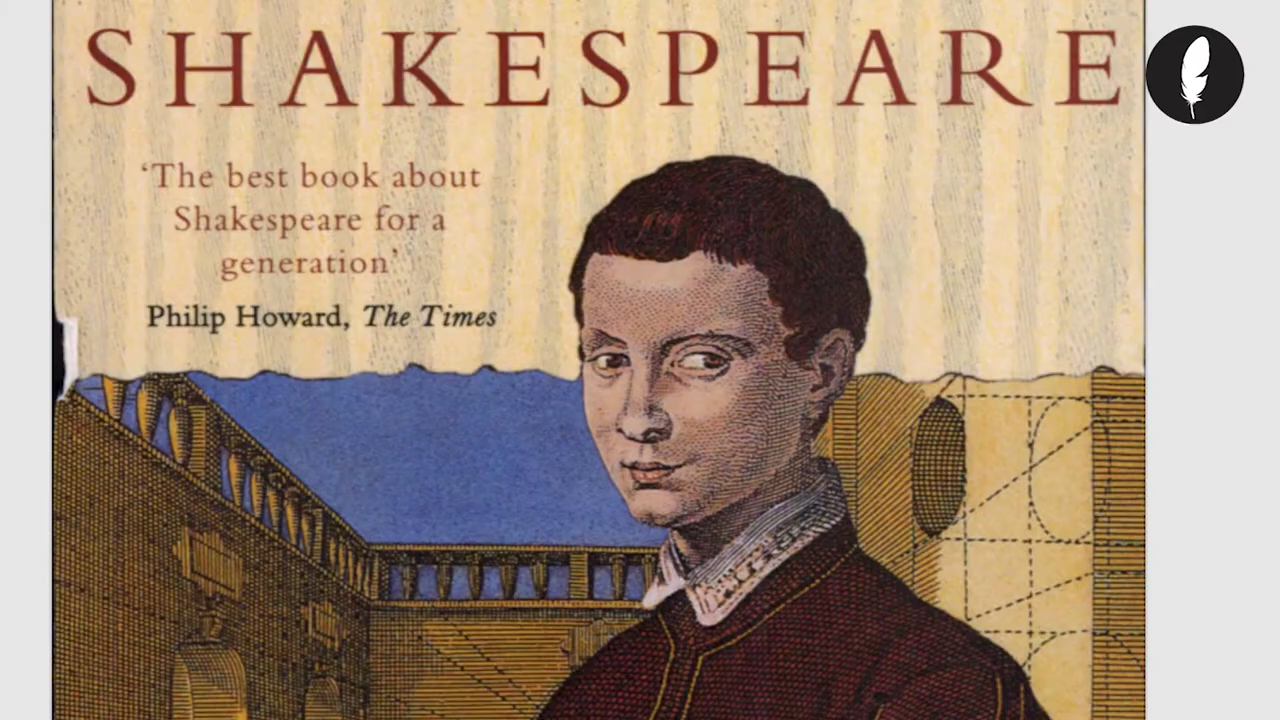 SHAKESPEARE
‘The best book about
Shakespeare for a
generation’
Philip Howard, The Times